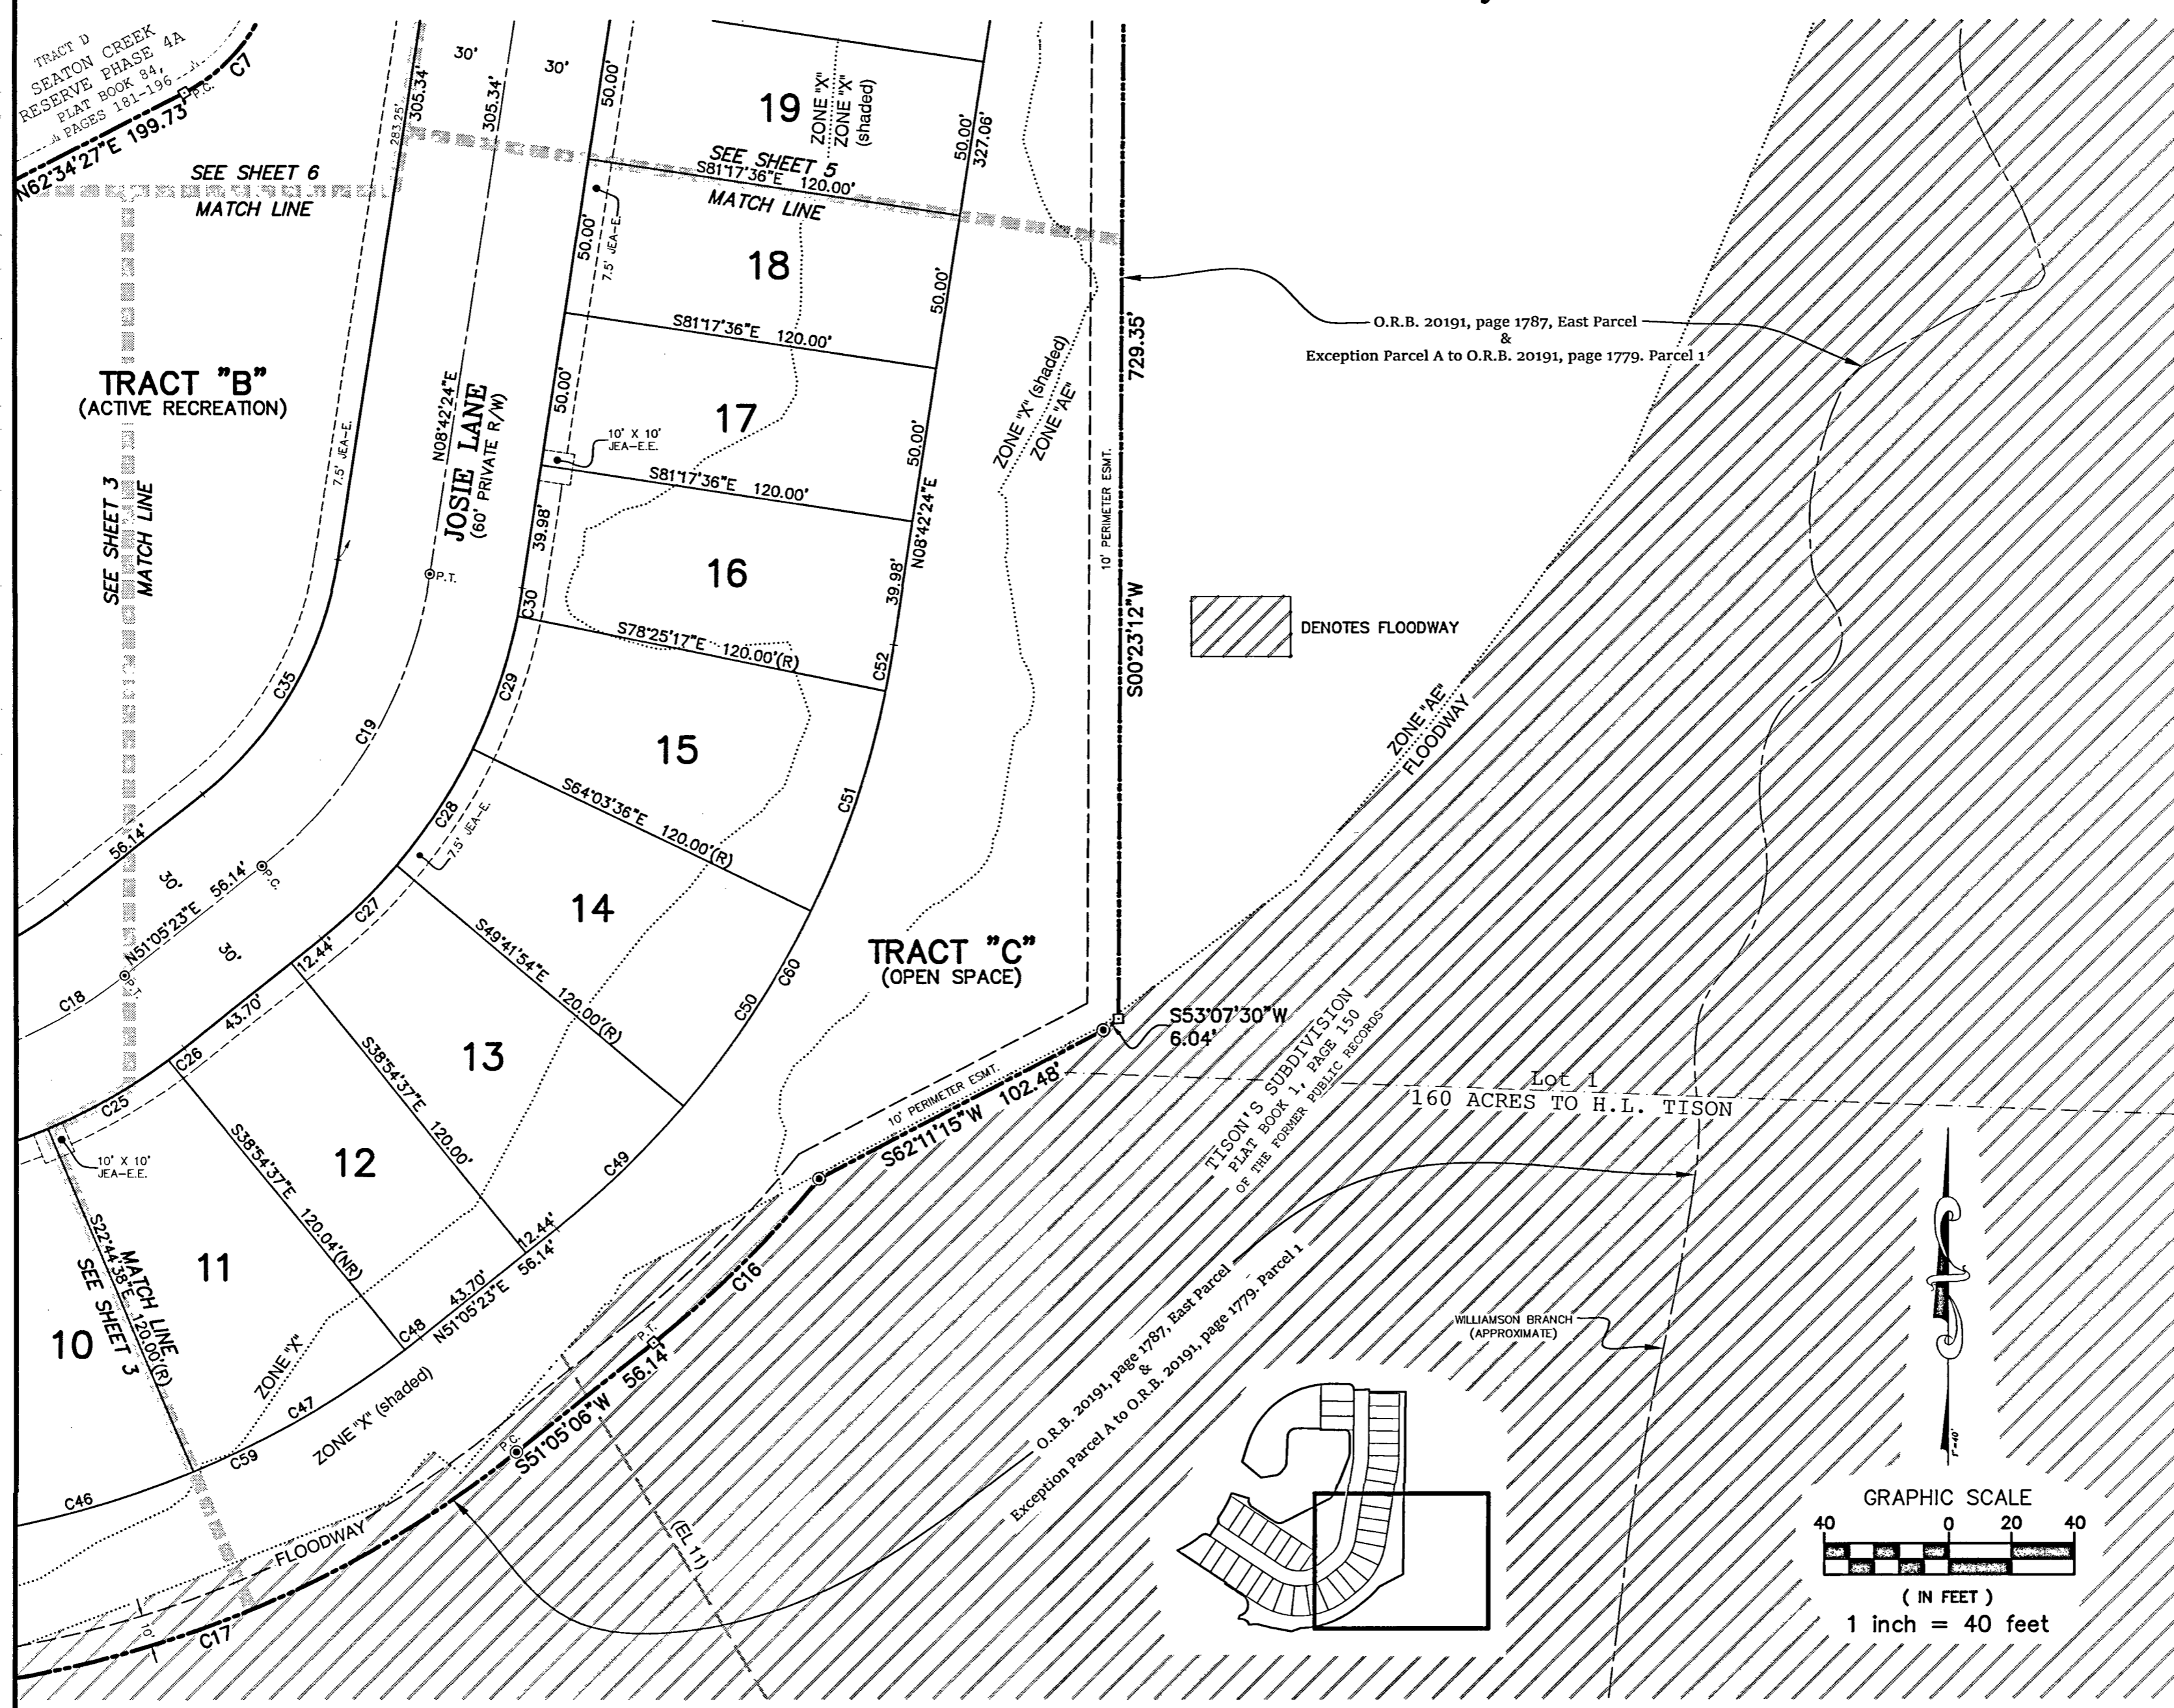 TRACT D
SEATON CREEK
RESERVE PHASE 4A
PLAT BOOK 84,
PAGES 181-196
P.C.
C7
N62°34'27"E 199.73'
SEE SHEET 6
MATCH LINE
283.25'
305.34'
30'
305.34'
30'
50.00'
19
ZONE "X"
ZONE "X"
(shaded)
50.00'
327.06'
SEE SHEET 5
S81°17'36"E 120.00'
MATCH LINE
50.00'
7.5' JEA-E.
18
50.00'
S81°17'36"E 120.00'
O.R.B. 20191, page 1787, East Parcel
&
Exception Parcel A to O.R.B. 20191, page 1779. Parcel 1
729.35'
TRACT "B"
(ACTIVE RECREATION)
N08°42'24"E
JOSIE LANE
(60' PRIVATE R/W)
50.00'
17
50.00'
10' X 10'
JEA-E.E.
S81°17'36"E 120.00'
ZONE "X" (shaded)
ZONE "AE"
7.5' JEA-E.
SEE SHEET 3
MATCH LINE
10' PERIMETER ESMT.
N08°42'24"E
39.98'
16
39.98'
P.T.
C30
S78°25'17"E 120.00'(R)
C52
S00°23'12"W
DENOTES FLOODWAY
C35
C29
C19
15
ZONE "AE"
FLOODWAY
S64°03'36"E 120.00'(R)
C51
C28
7.5' JEA-E.
56.14'
30'
56.14'
P.C.
N51°05'23"E
P.T.
C27
14
30'
12.44'
S49°41'54"E 120.00'(R)
C60
C50
TRACT "C"
(OPEN SPACE)
C18
43.70'
S53°07'30"W
6.04'
13
S38°54'37"E 120.00'
C26
C25
10' PERIMETER ESMT.
S62°11'15"W 102.48'
TISON'S SUBDIVISION
PLAT BOOK 1, PAGE 150
OF THE FORMER PUBLIC RECORDS
Lot 1
160 ACRES TO H.L. TISON
10' X 10'
JEA-E.E.
S38°54'37"E 120.04'(NR)
12
C49
12.44'
56.14'
43.70'
N51°05'23"E
C48
11
S22°44'38"E 120.00'(R)
MATCH LINE
SEE SHEET 3
10
C16
P.T.
O.R.B. 20191, page 1787, East Parcel
&
Exception Parcel A to O.R.B. 20191, page 1779. Parcel 1
WILLIAMSON BRANCH
(APPROXIMATE)
ZONE "X"
C47
ZONE "X" (shaded)
C59
S51°05'06"W 56.14'
P.C.
C46
FLOODWAY
(EL 11)
10'
C17
1"=40'
GRAPHIC SCALE
40 0 20 40
( IN FEET )
1 inch = 40 feet